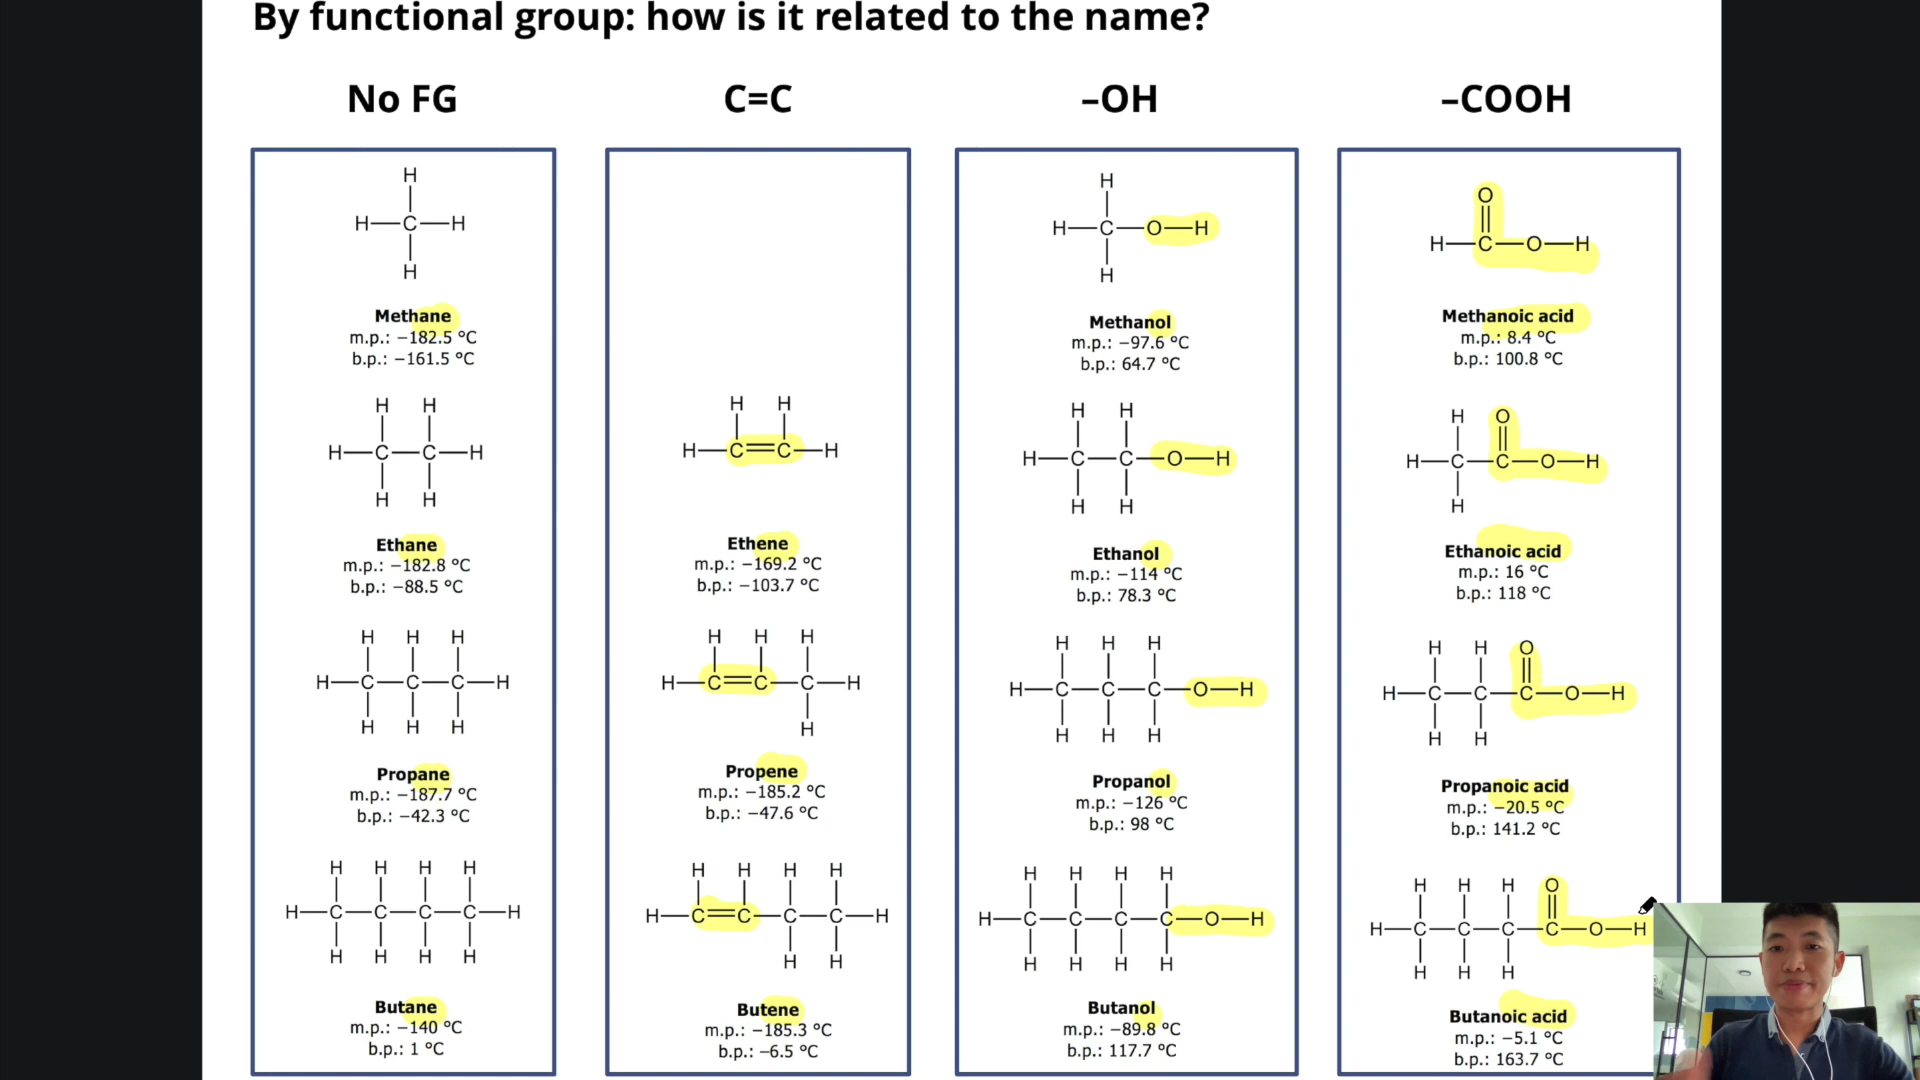 By functional group: how is it related to the name?
No FG
C=C
–OH
–COOH
H
H—C—H
H
Methane
m.p.: −182.5 °C
b.p.: −161.5 °C
H H
H—C—C—H
H H
Ethane
m.p.: −182.8 °C
b.p.: −88.5 °C
H H H
H—C—C—C—H
H H H
Propane
m.p.: −187.7 °C
b.p.: −42.3 °C
H H H H
H—C—C—C—C—H
H H H H
Butane
m.p.: −140 °C
b.p.: 1 °C
H H
H—C=C—H
Ethene
m.p.: −169.2 °C
b.p.: −103.7 °C
H H H
H—C=C—C—H
H
Propene
m.p.: −185.2 °C
b.p.: −47.6 °C
H H H H
H—C=C—C—C—H
H H
Butene
m.p.: −185.3 °C
b.p.: −6.5 °C
H
H—C—O—H
H
Methanol
m.p.: −97.6 °C
b.p.: 64.7 °C
H H
H—C—C—O—H
H H
Ethanol
m.p.: −114 °C
b.p.: 78.3 °C
H H H
H—C—C—C—O—H
H H H
Propanol
m.p.: −126 °C
b.p.: 98 °C
H H H H
H—C—C—C—C—O—H
H H H H
Butanol
m.p.: −89.8 °C
b.p.: 117.7 °C
O
H—C—O—H
Methanoic acid
m.p.: 8.4 °C
b.p.: 100.8 °C
H O
H—C—C—O—H
H
Ethanoic acid
m.p.: 16 °C
b.p.: 118 °C
H H O
H—C—C—C—O—H
H H
Propanoic acid
m.p.: −20.5 °C
b.p.: 141.2 °C
H H H O
H—C—C—C—C—O—H
H H H
Butanoic acid
m.p.: −5.1 °C
b.p.: 163.7 °C